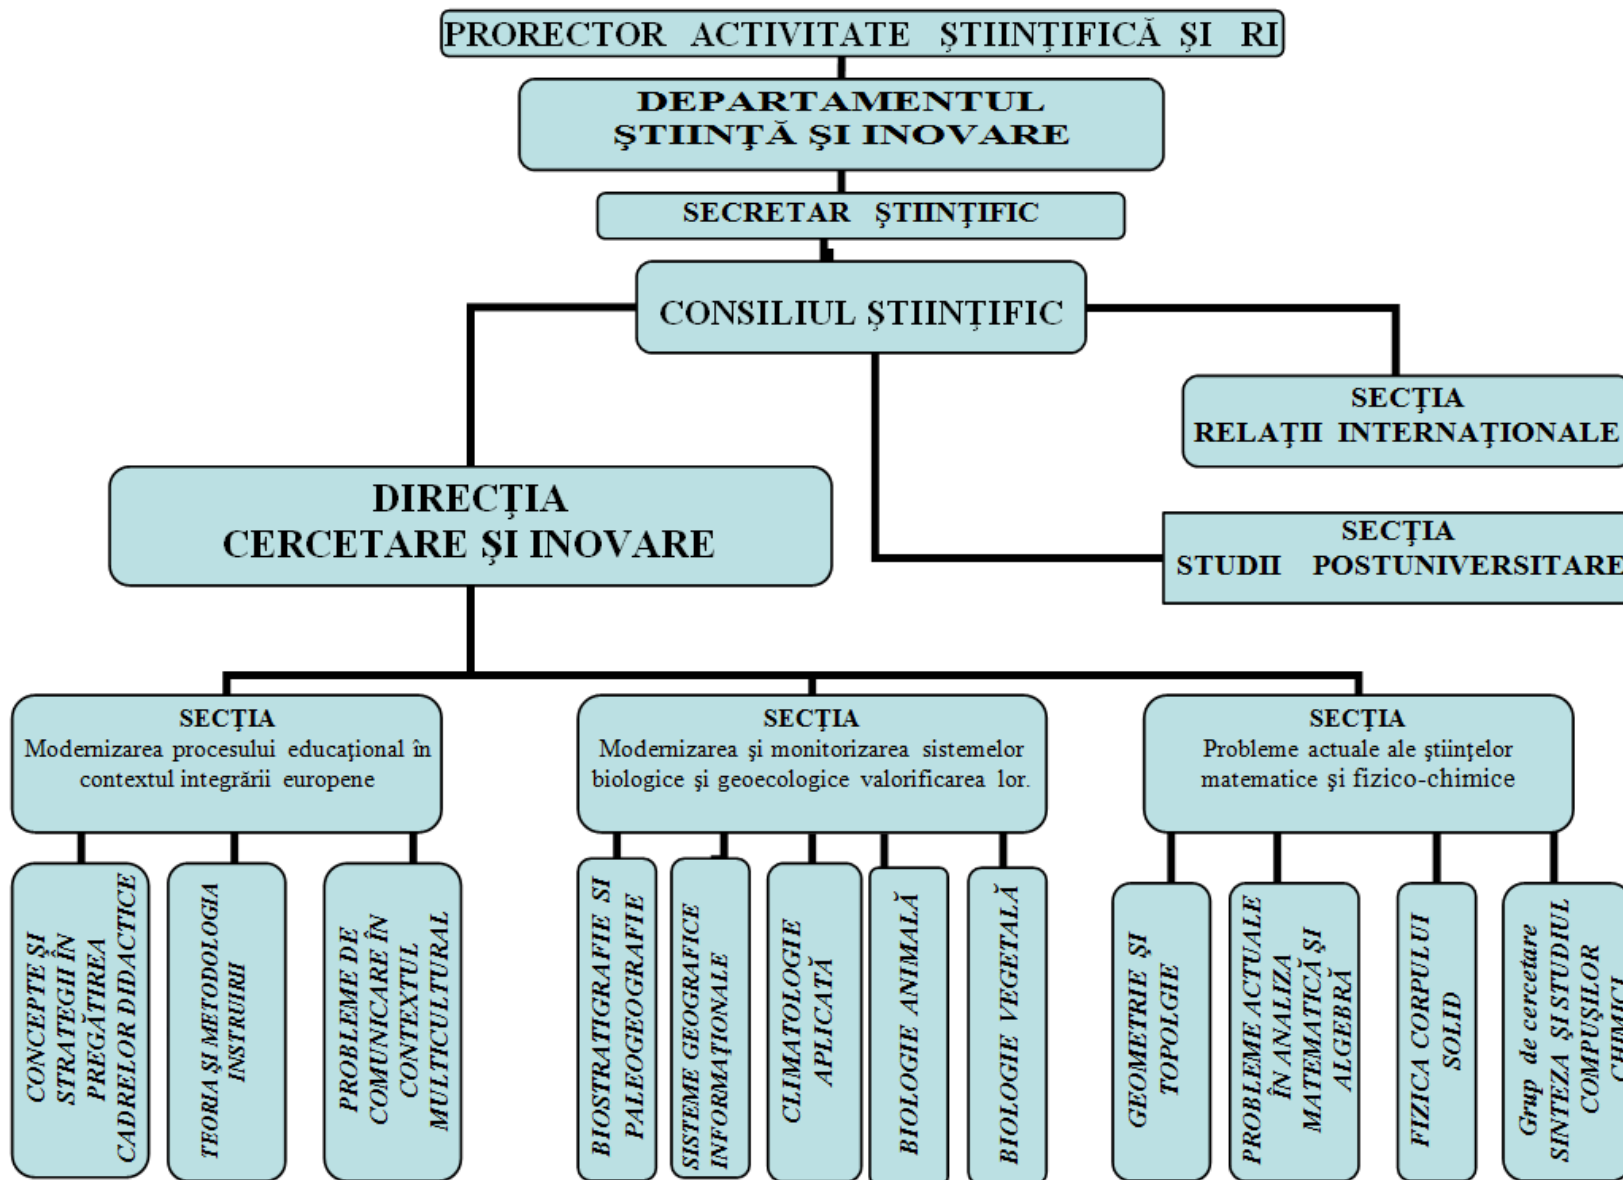 PRORECTOR ACTIVITATE ŞTIINŢIFICĂ ŞI RI
DEPARTAMENTUL
ŞTIINŢĂ ŞI INOVARE
SECRETAR ŞTIINŢIFIC
CONSILIUL ŞTIINŢIFIC
SECŢIA
RELAŢII INTERNAŢIONALE
DIRECŢIA
CERCETARE ŞI INOVARE
SECŢIA
STUDII POSTUNIVERSITARE
SECŢIA
Modernizarea procesului educaţional în
contextul integrării europene
SECŢIA
Modernizarea şi monitorizarea sistemelor
biologice şi geoecologice valorificarea lor.
SECŢIA
Probleme actuale ale ştiinţelor
matematice şi fizico-chimice
CONCEPTE ŞI
STRATEGII ÎN
PREGĂTIREA
CADRELOR DIDACTICE
TEORIA ŞI METODOLOGIA
INSTRUIRII
PROBLEME DE
COMUNICARE ÎN
CONTEXTUL
MULTICULTURAL
BIOSTRATIGRAFIE SI
PALEOGEOGRAFIE
SISTEME GEOGRAFICE
INFORMAŢIONALE
CLIMATOLOGIE
APLICATĂ
BIOLOGIE ANIMALĂ
BIOLOGIE VEGETALĂ
GEOMETRIE ŞI
TOPOLOGIE
PROBLEME ACTUALE
ÎN ANALIZA
MATEMATICĂ ŞI
ALGEBRĂ
FIZICA CORPULUI
SOLID
Grup de cercetare
SINTEZA ŞI STUDIUL
COMPUŞILOR
CHIMICI